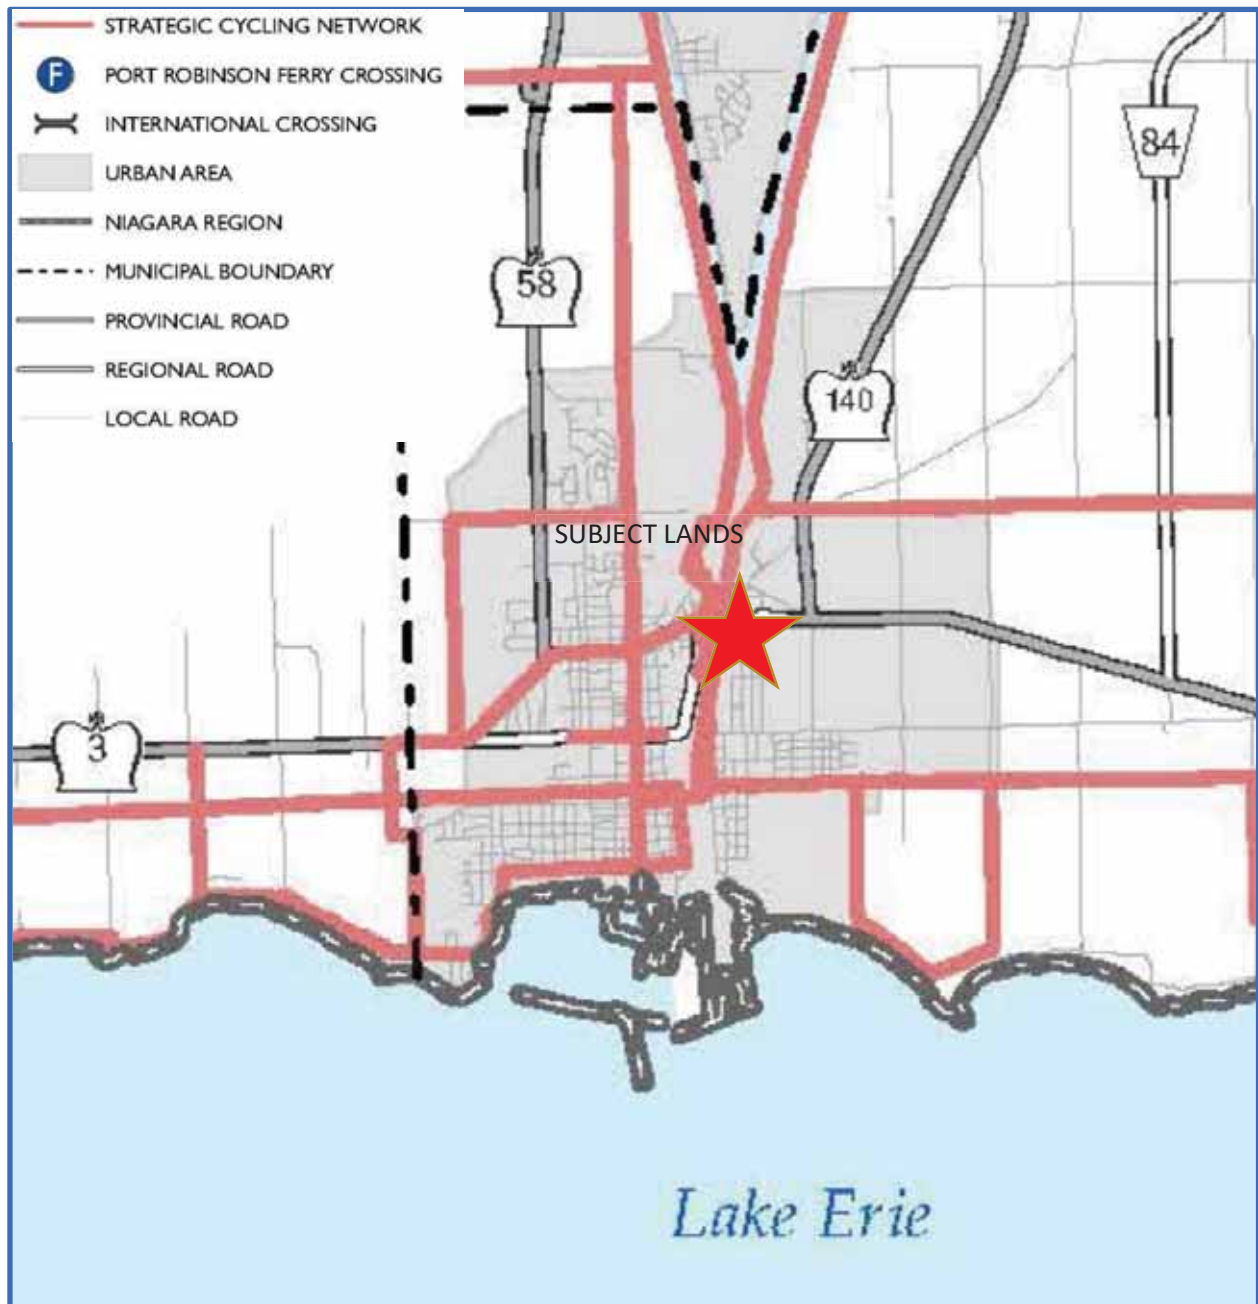 STRATEGIC CYCLING NETWORK
F PORT ROBINSON FERRY CROSSING
INTERNATIONAL CROSSING
URBAN AREA
NIAGARA REGION
MUNICIPAL BOUNDARY
PROVINCIAL ROAD
REGIONAL ROAD
LOCAL ROAD
84
58
140
SUBJECT LANDS
3
Lake Erie